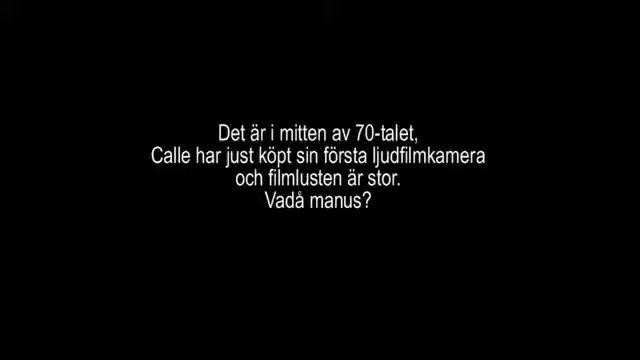 Det är i mitten av 70-talet,
Calle har just köpt sin första ljudfilmkamera
och filmlusten är stor.
Vadå manus?